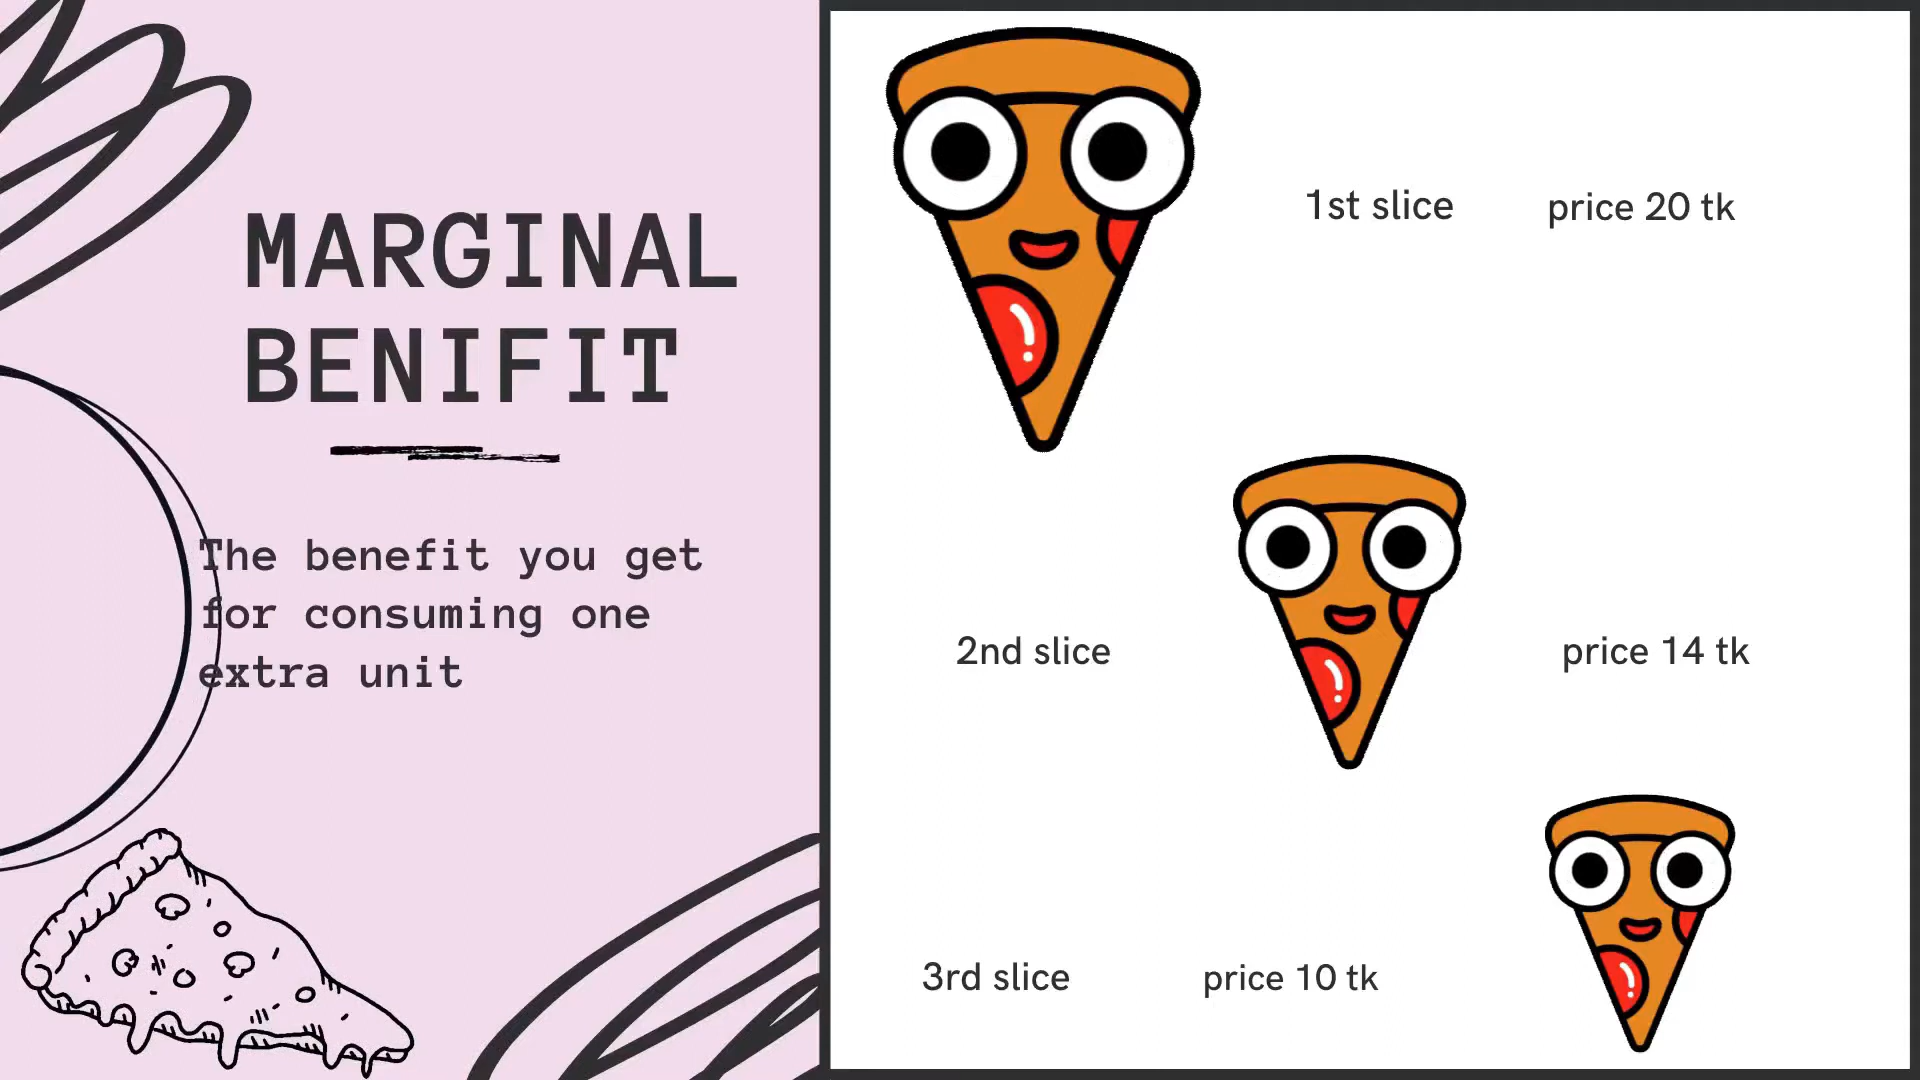 MARGINAL
BENIFIT
The benefit you get
for consuming one
extra unit
1st slice price 20 tk
2nd slice price 14 tk
3rd slice price 10 tk